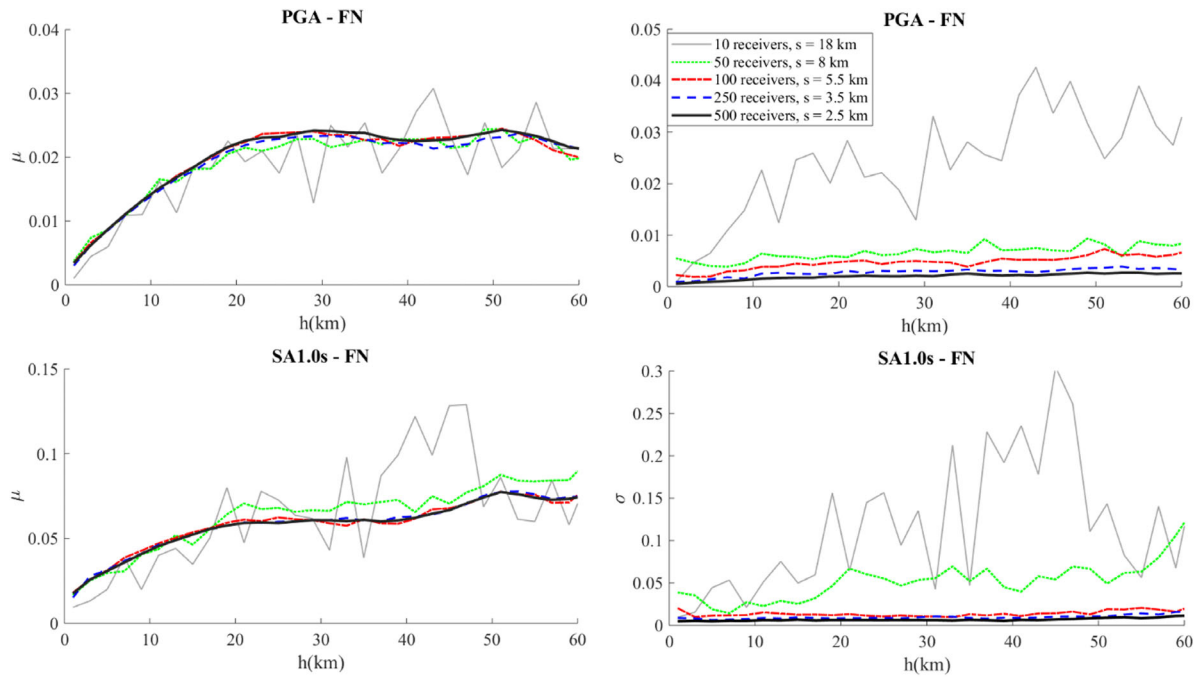 PGA - FN
0.04
0.03
0.02
0.01
0
μ
0 10 20 30 40 50 60
h(km)
PGA - FN
0.05
0.04
0.03
0.02
0.01
0
σ
10 receivers, s = 18 km
50 receivers, s = 8 km
100 receivers, s = 5.5 km
250 receivers, s = 3.5 km
500 receivers, s = 2.5 km
0 10 20 30 40 50 60
h(km)
SA1.0s - FN
0.15
0.1
0.05
0
μ
0 10 20 30 40 50 60
h(km)
SA1.0s - FN
0.3
0.25
0.2
0.15
0.1
0.05
0
σ
0 10 20 30 40 50 60
h(km)